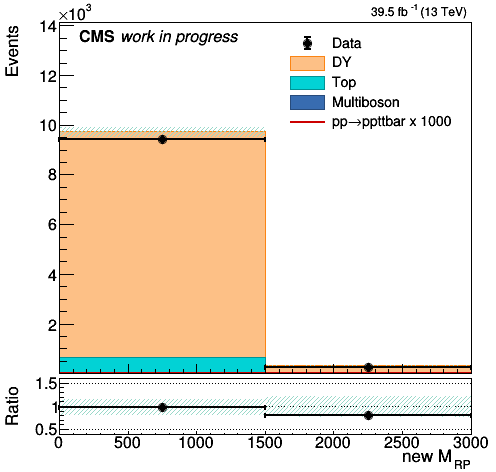 ×10³
39.5 fb⁻¹ (13 TeV)
CMS work in progress
Events
14
12
10
8
6
4
2
Data
DY
Top
Multiboson
pp→ppttbar x 1000
Ratio
1.5
1
0.5
0 500 1000 1500 2000 2500 3000
new M_RP